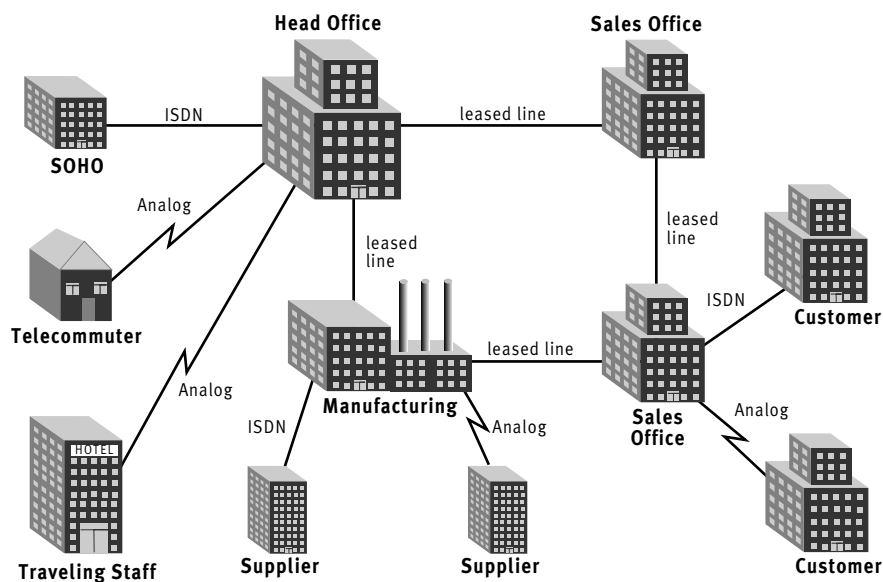 Head Office
Sales Office
ISDN
leased line
SOHO
Analog
leased
line
leased
line
Telecommuter
ISDN
Customer
leased line
Analog
Manufacturing
Sales
Office
Analog
ISDN
Analog
HOTEL
Traveling Staff
Supplier
Supplier
Customer